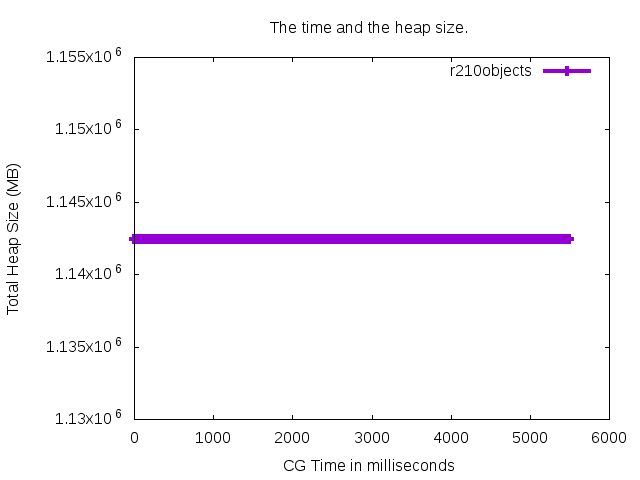 The time and the heap size.
r210objects
1.155x10^6
1.15x10^6
1.145x10^6
1.14x10^6
1.135x10^6
1.13x10^6
Total Heap Size (MB)
0 1000 2000 3000 4000 5000 6000
CG Time in milliseconds